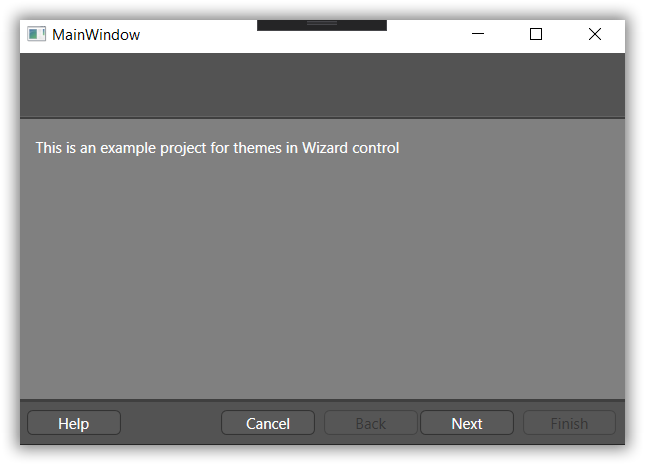 MainWindow
This is an example project for themes in Wizard control
Help Cancel Back Next Finish